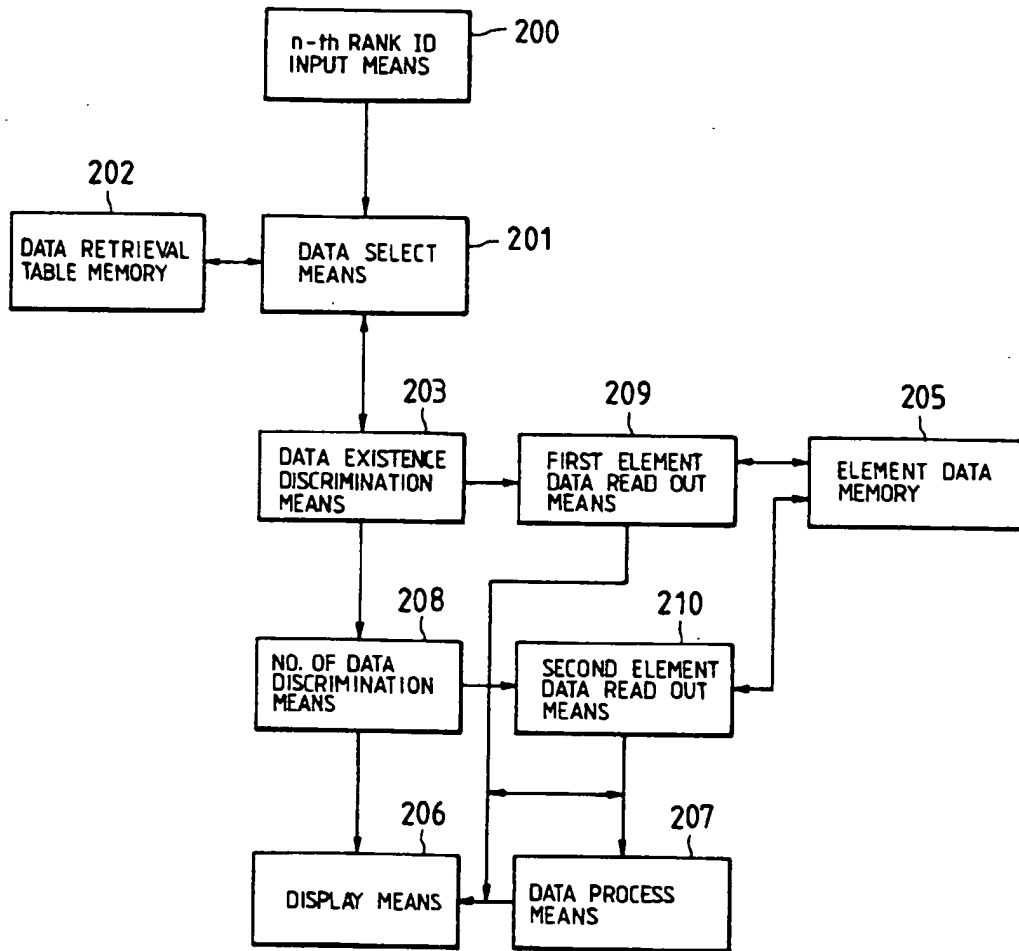 n-th RANK ID
INPUT MEANS
200
202
DATA RETRIEVAL
TABLE MEMORY
DATA SELECT
MEANS
201
203
DATA EXISTENCE
DISCRIMINATION
MEANS
209
FIRST ELEMENT
DATA READ OUT
MEANS
205
ELEMENT DATA
MEMORY
208
NO. OF DATA
DISCRIMINATION
MEANS
210
SECOND ELEMENT
DATA READ OUT
MEANS
206
DISPLAY MEANS
207
DATA PROCESS
MEANS